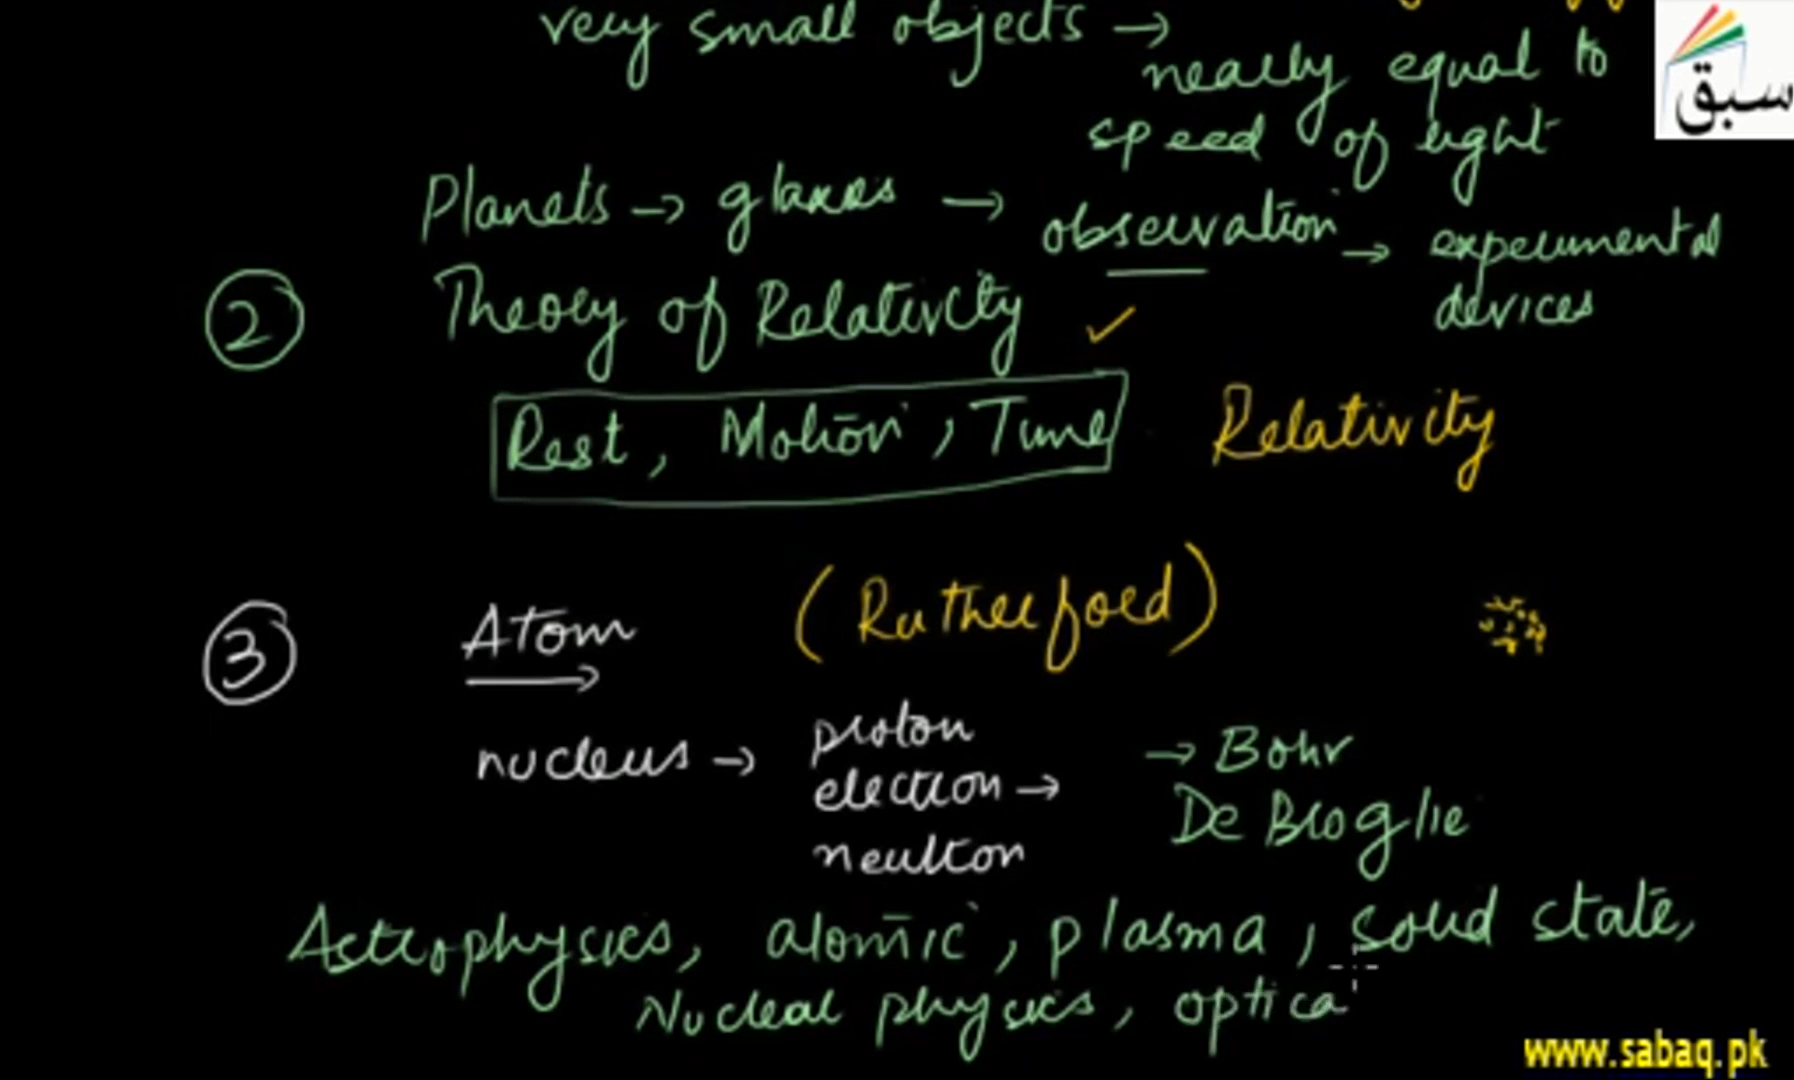 very small objects →
nearly equal to
speed of light
سبق
Planets → glaxes → observation → experimental
devices
② Theory of Relativity ✓
Rest, Motion, Time Relativity
③ Atom (Rutherford)
nucleus → proton
electron →
neutron
→ Bohr
De Broglie
Astrophysics, atomic, plasma, solid state,
Nuclear physics, optica
www.sabaq.pk